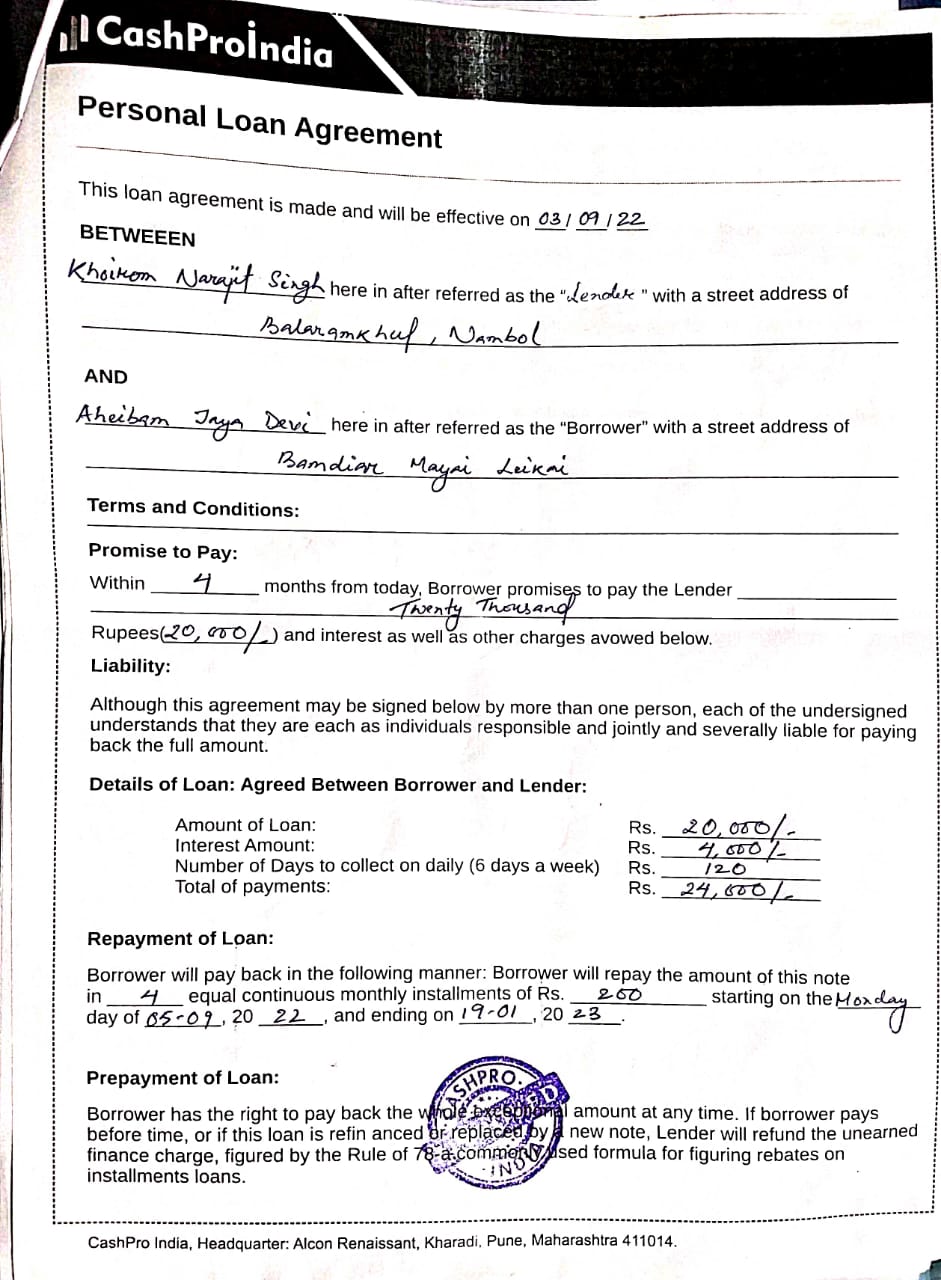 CashProİndia
Personal Loan Agreement
This loan agreement is made and will be effective on 03/ 09 / 22
BETWEEEN
Khoirom Narajit Singh here in after referred as the "Lender" with a street address of
Balaramkhul, Nambol
AND
Aheibam Jaya Devi here in after referred as the “Borrower” with a street address of
Bamdiar Mayai Leikai
Terms and Conditions:
Promise to Pay:
Within 4 months from today, Borrower promises to pay the Lender
Twenty Thousand
Rupees(20,000/-) and interest as well as other charges avowed below.
Liability:
Although this agreement may be signed below by more than one person, each of the undersigned
understands that they are each as individuals responsible and jointly and severally liable for paying
back the full amount.
Details of Loan: Agreed Between Borrower and Lender:
Amount of Loan: Rs. 20,000/-
Interest Amount: Rs. 4,000/-
Number of Days to collect on daily (6 days a week) Rs. 120
Total of payments: Rs. 24,000/-
Repayment of Loan:
Borrower will pay back in the following manner: Borrower will repay the amount of this note
in 4 equal continuous monthly installments of Rs. 200 starting on the Monday
day of 05-09, 20 22, and ending on 19-01, 20 23.
Prepayment of Loan:
CASHPRO.
Borrower has the right to pay back the whole exceptional amount at any time. If borrower pays
before time, or if this loan is refin anced or replaced by a new note, Lender will refund the unearned
finance charge, figured by the Rule of 78-a commonly used formula for figuring rebates on
INDIA
installments loans.
CashPro India, Headquarter: Alcon Renaissant, Kharadi, Pune, Maharashtra 411014.